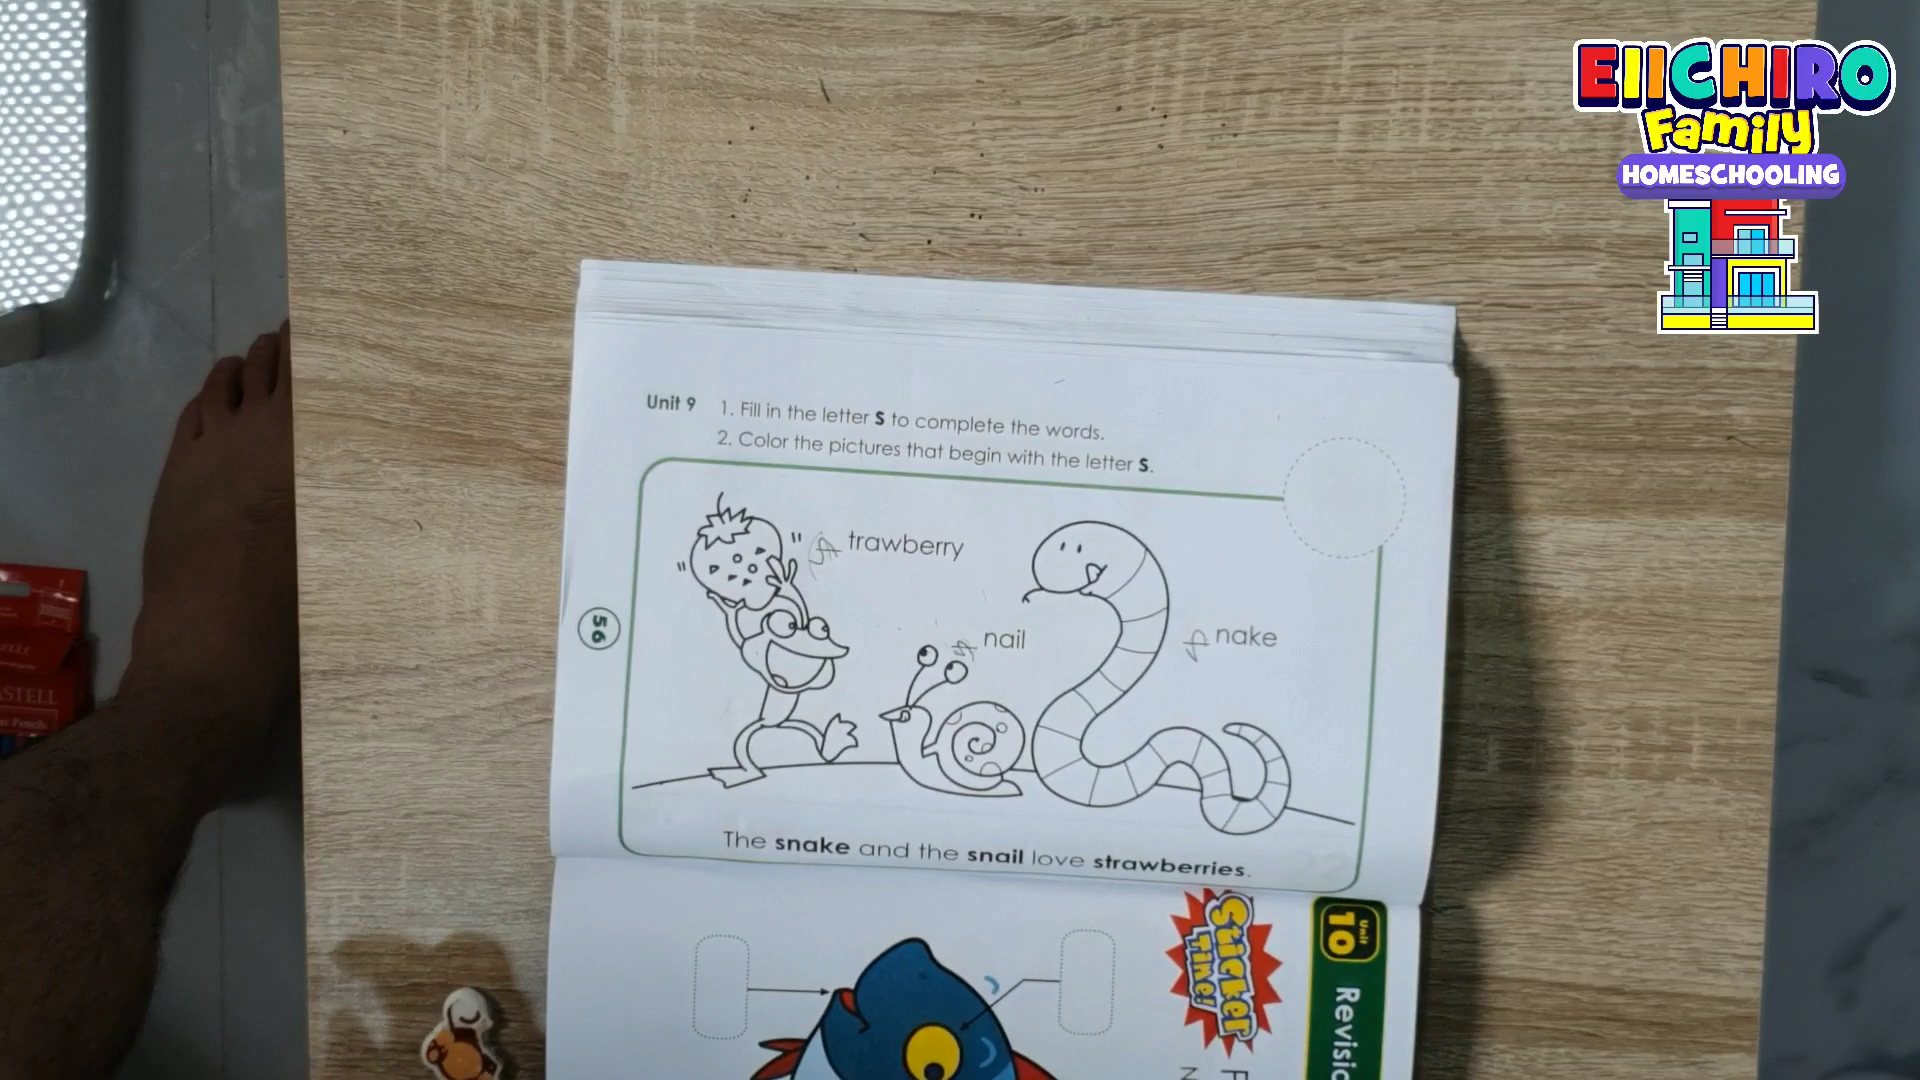 EIICHIRO
Family
HOMESCHOOLING
Unit 9
1. Fill in the letter S to complete the words.
2. Color the pictures that begin with the letter S.
trawberry
nail
nake
56
The snake and the snail love strawberries.
Sticker
Time!
Unit
10